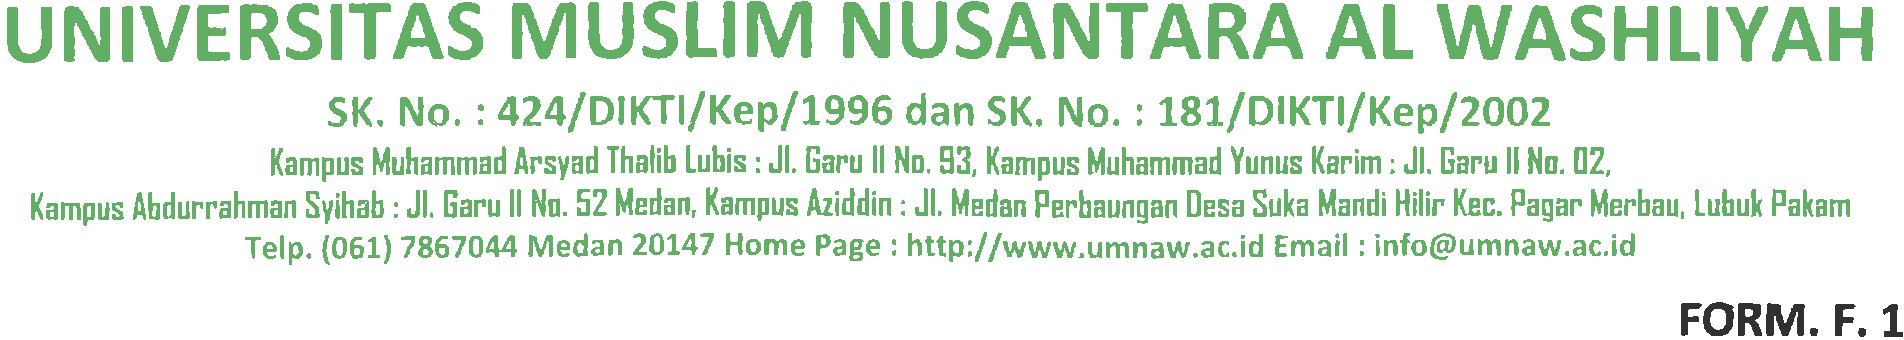 UNIVERSITAS MUSLIM NUSANTARA AL WASHLIYAH
SK. No. : 424/DIKTI/Kep/1996 dan SK. No. : 181/DIKTI/Kep/2002
Kampus Muhammad Arsyad Thalib Lubis : Jl. Garu II No. 93, Kampus Muhammad Yunus Karim : Jl. Garu II No. 02,
Kampus Abdurrahman Syihab : Jl. Garu II No. 52 Medan, Kampus Aziddin : Jl. Medan Perbaungan Desa Suka Mandi Hilir Kec. Pagar Merbau, Lubuk Pakam
Telp. (061) 7867044 Medan 20147 Home Page : http://www.umnaw.ac.id Email : info@umnaw.ac.id
FORM. F. 1